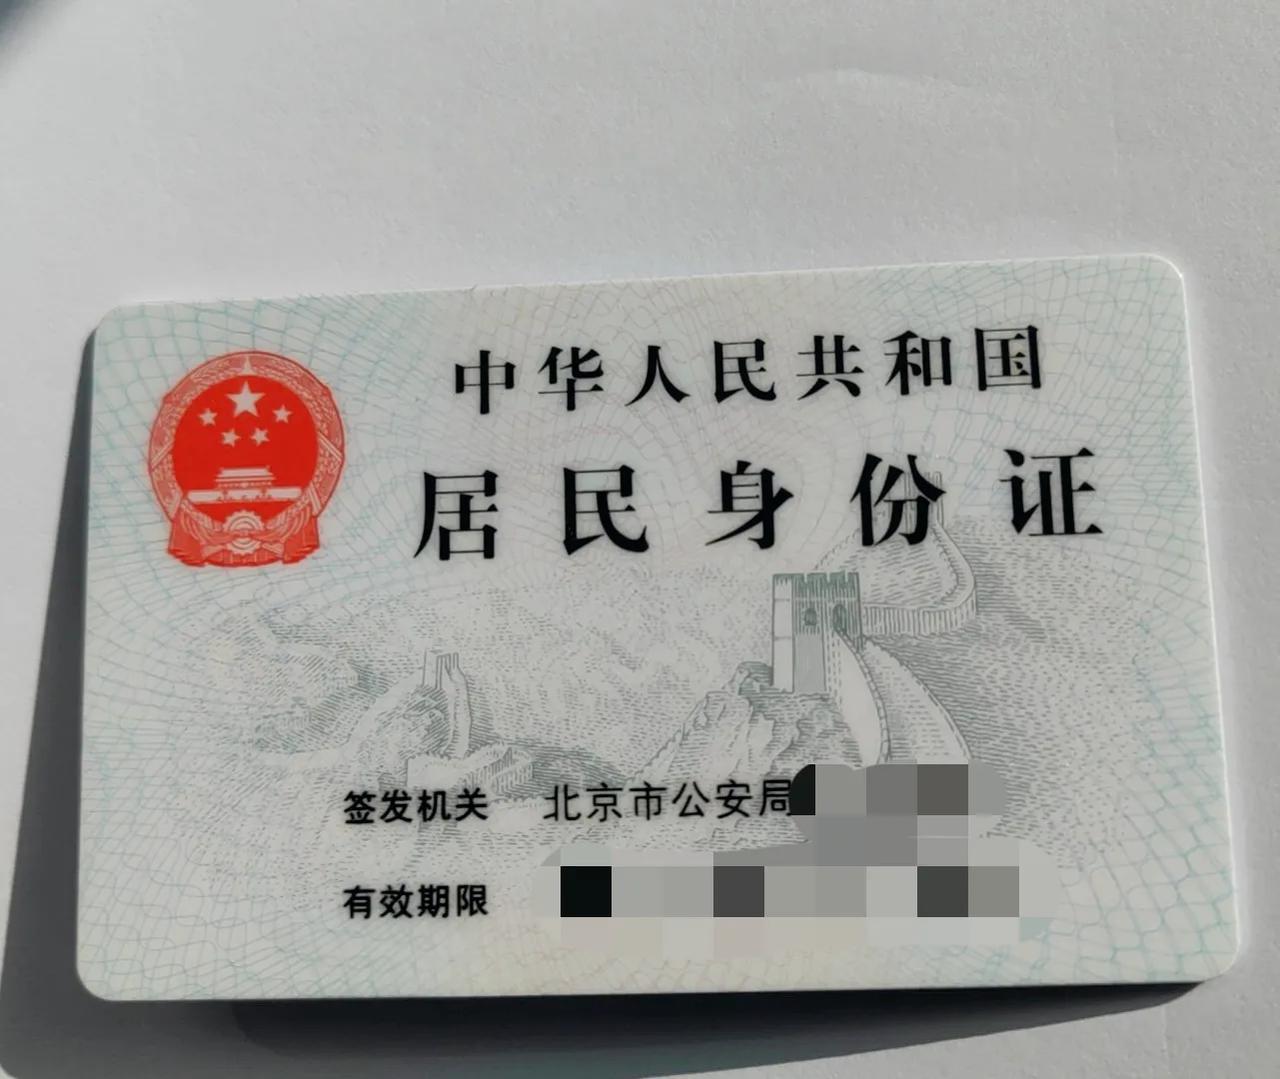 中华人民共和国
居民身份证
签发机关 北京市公安局
有效期限